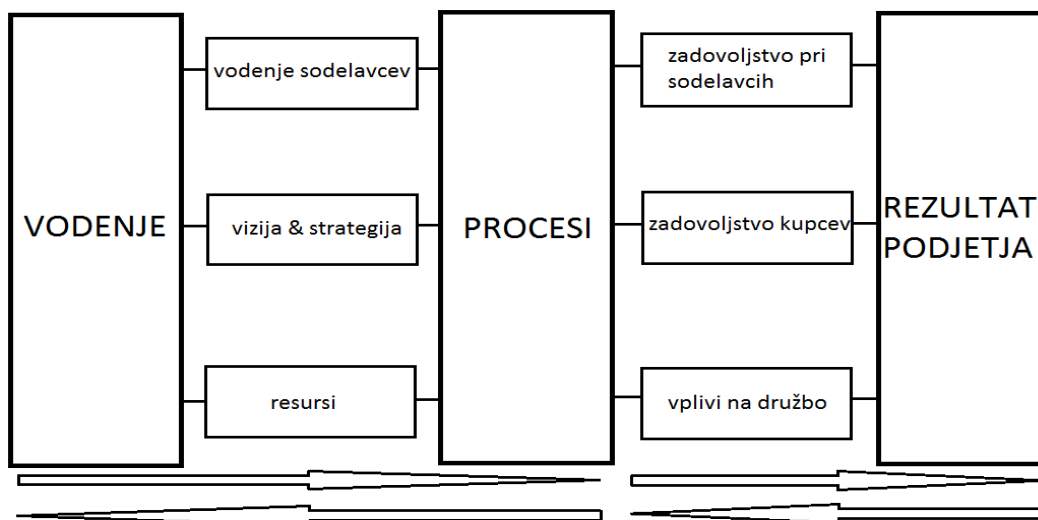 VODENJE
vodenje sodelavcev
vizija & strategija
resursi
PROCESI
zadovoljstvo pri
sodelavcih
zadovoljstvo kupcev
vplivi na družbo
REZULTAT
PODJETJA